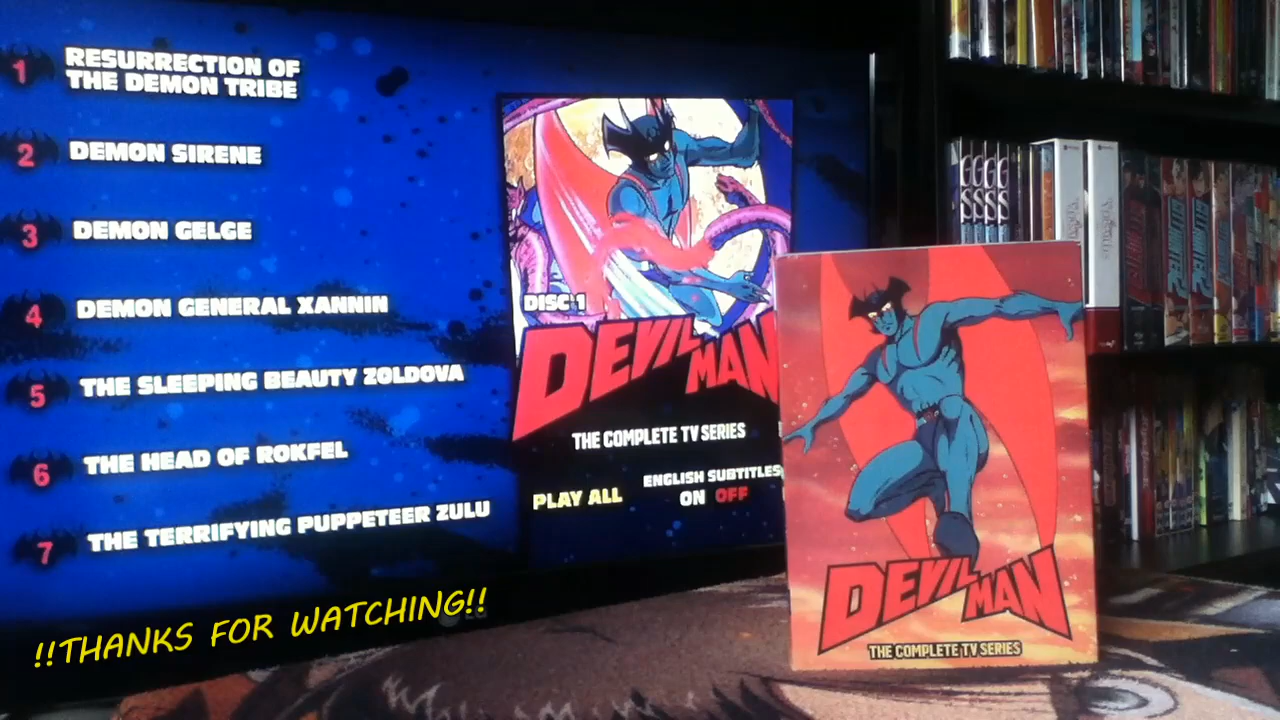 1
RESURRECTION OF
THE DEMON TRIBE
2
DEMON SIRENE
3
DEMON GELGE
4
DEMON GENERAL XANNIN
5
THE SLEEPING BEAUTY ZOLDOVA
6
THE HEAD OF ROKFEL
7
THE TERRIFYING PUPPETEER ZULU
DISC 1
DEVIL
MAN
THE COMPLETE TV SERIES
ENGLISH SUBTITLES
PLAY ALL
ON OFF
LG
!!THANKS FOR WATCHING!!
DEVIL
MAN
THE COMPLETE TV SERIES